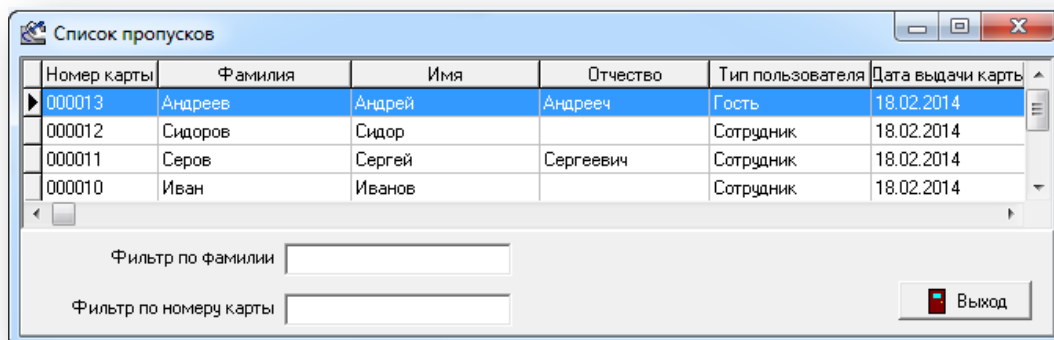 Список пропусков
Номер карты Фамилия Имя Отчество Тип пользователя Дата выдачи карты
000013 Андреев Андрей Андрееч Гость 18.02.2014
000012 Сидоров Сидор Сотрудник 18.02.2014
000011 Серов Сергей Сергеевич Сотрудник 18.02.2014
000010 Иван Иванов Сотрудник 18.02.2014
Фильтр по фамилии
Фильтр по номеру карты
Выход